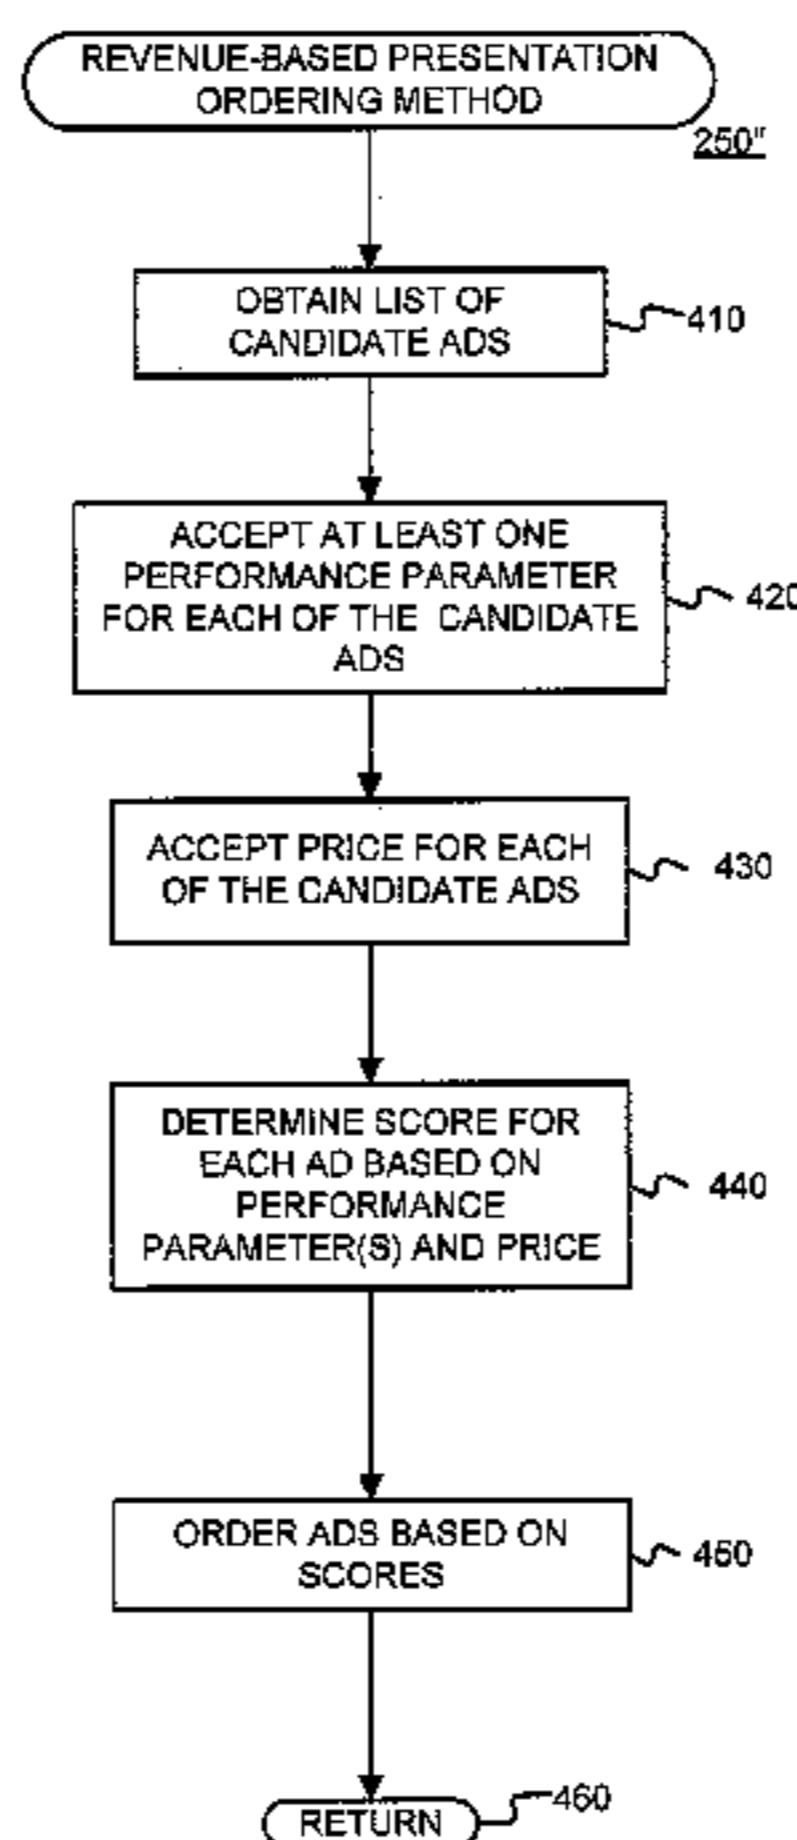 REVENUE-BASED PRESENTATION
ORDERING METHOD
250"
OBTAIN LIST OF
CANDIDATE ADS
410
ACCEPT AT LEAST ONE
PERFORMANCE PARAMETER
FOR EACH OF THE CANDIDATE
ADS
420
ACCEPT PRICE FOR EACH
OF THE CANDIDATE ADS
430
DETERMINE SCORE FOR
EACH AD BASED ON
PERFORMANCE
PARAMETER(S) AND PRICE
440
ORDER ADS BASED ON
SCORES
450
RETURN
460